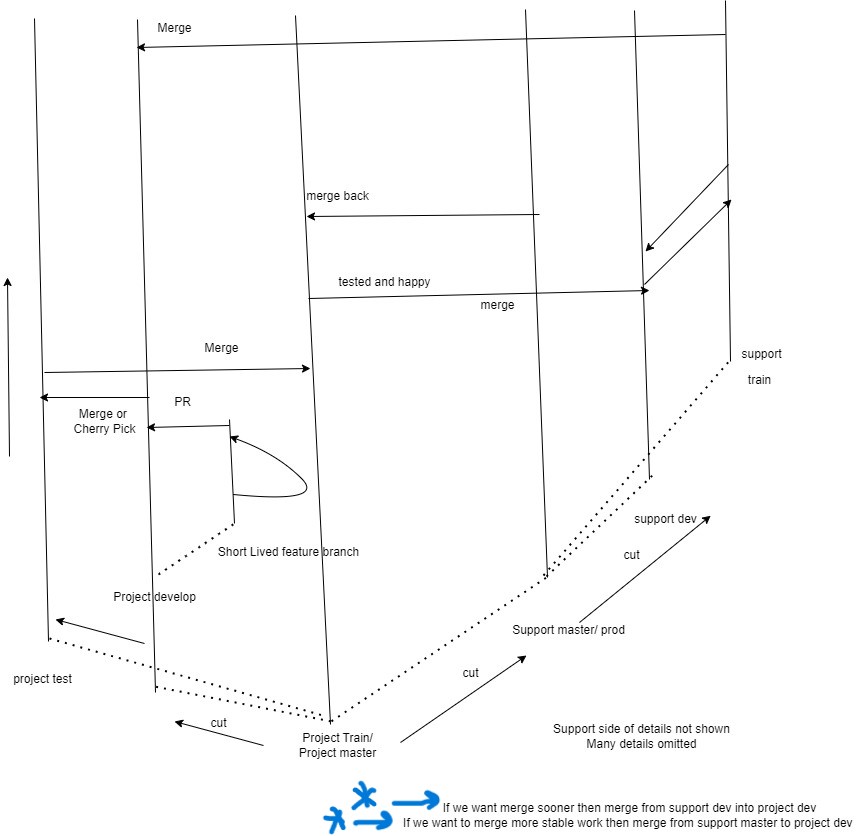 Merge
merge back
tested and happy
merge
Merge
support
train
PR
Merge or
Cherry Pick
support dev
Short Lived feature branch
cut
Project develop
Support master/ prod
project test
cut
cut
Project Train/
Project master
Support side of details not shown
Many details omitted
If we want merge sooner then merge from support dev into project dev
If we want to merge more stable work then merge from support master to project dev